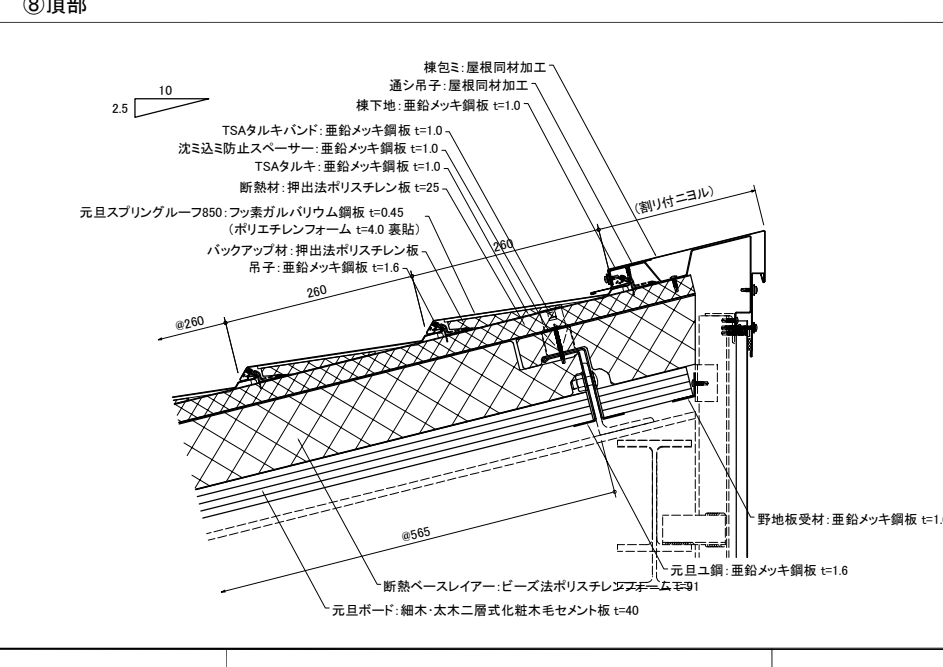 ⑧頂部
棟包ミ:屋根同材加工
通シ吊子:屋根同材加工
棟下地:亜鉛メッキ鋼板 t=1.0
10
2.5
TSAタルキバンド:亜鉛メッキ鋼板 t=1.0
沈ミ込ミ防止スペーサー:亜鉛メッキ鋼板 t=1.0
TSAタルキ:亜鉛メッキ鋼板 t=1.0
断熱材:押出法ポリスチレン板 t=25
元旦スプリングルーフ850:フッ素ガルバリウム鋼板 t=0.45
(ポリエチレンフォーム t=4.0 裏貼)
バックアップ材:押出法ポリスチレン板
吊子:亜鉛メッキ鋼板 t=1.6
(割り付ニヨル)
260
260
@260
@565
野地板受材:亜鉛メッキ鋼板 t=1.
元旦ユ鋼:亜鉛メッキ鋼板 t=1.6
断熱ベースレイアー:ビーズ法ポリスチレンフォーム t=91
元旦ボード:細木・太木二層式化粧木毛セメント板 t=40